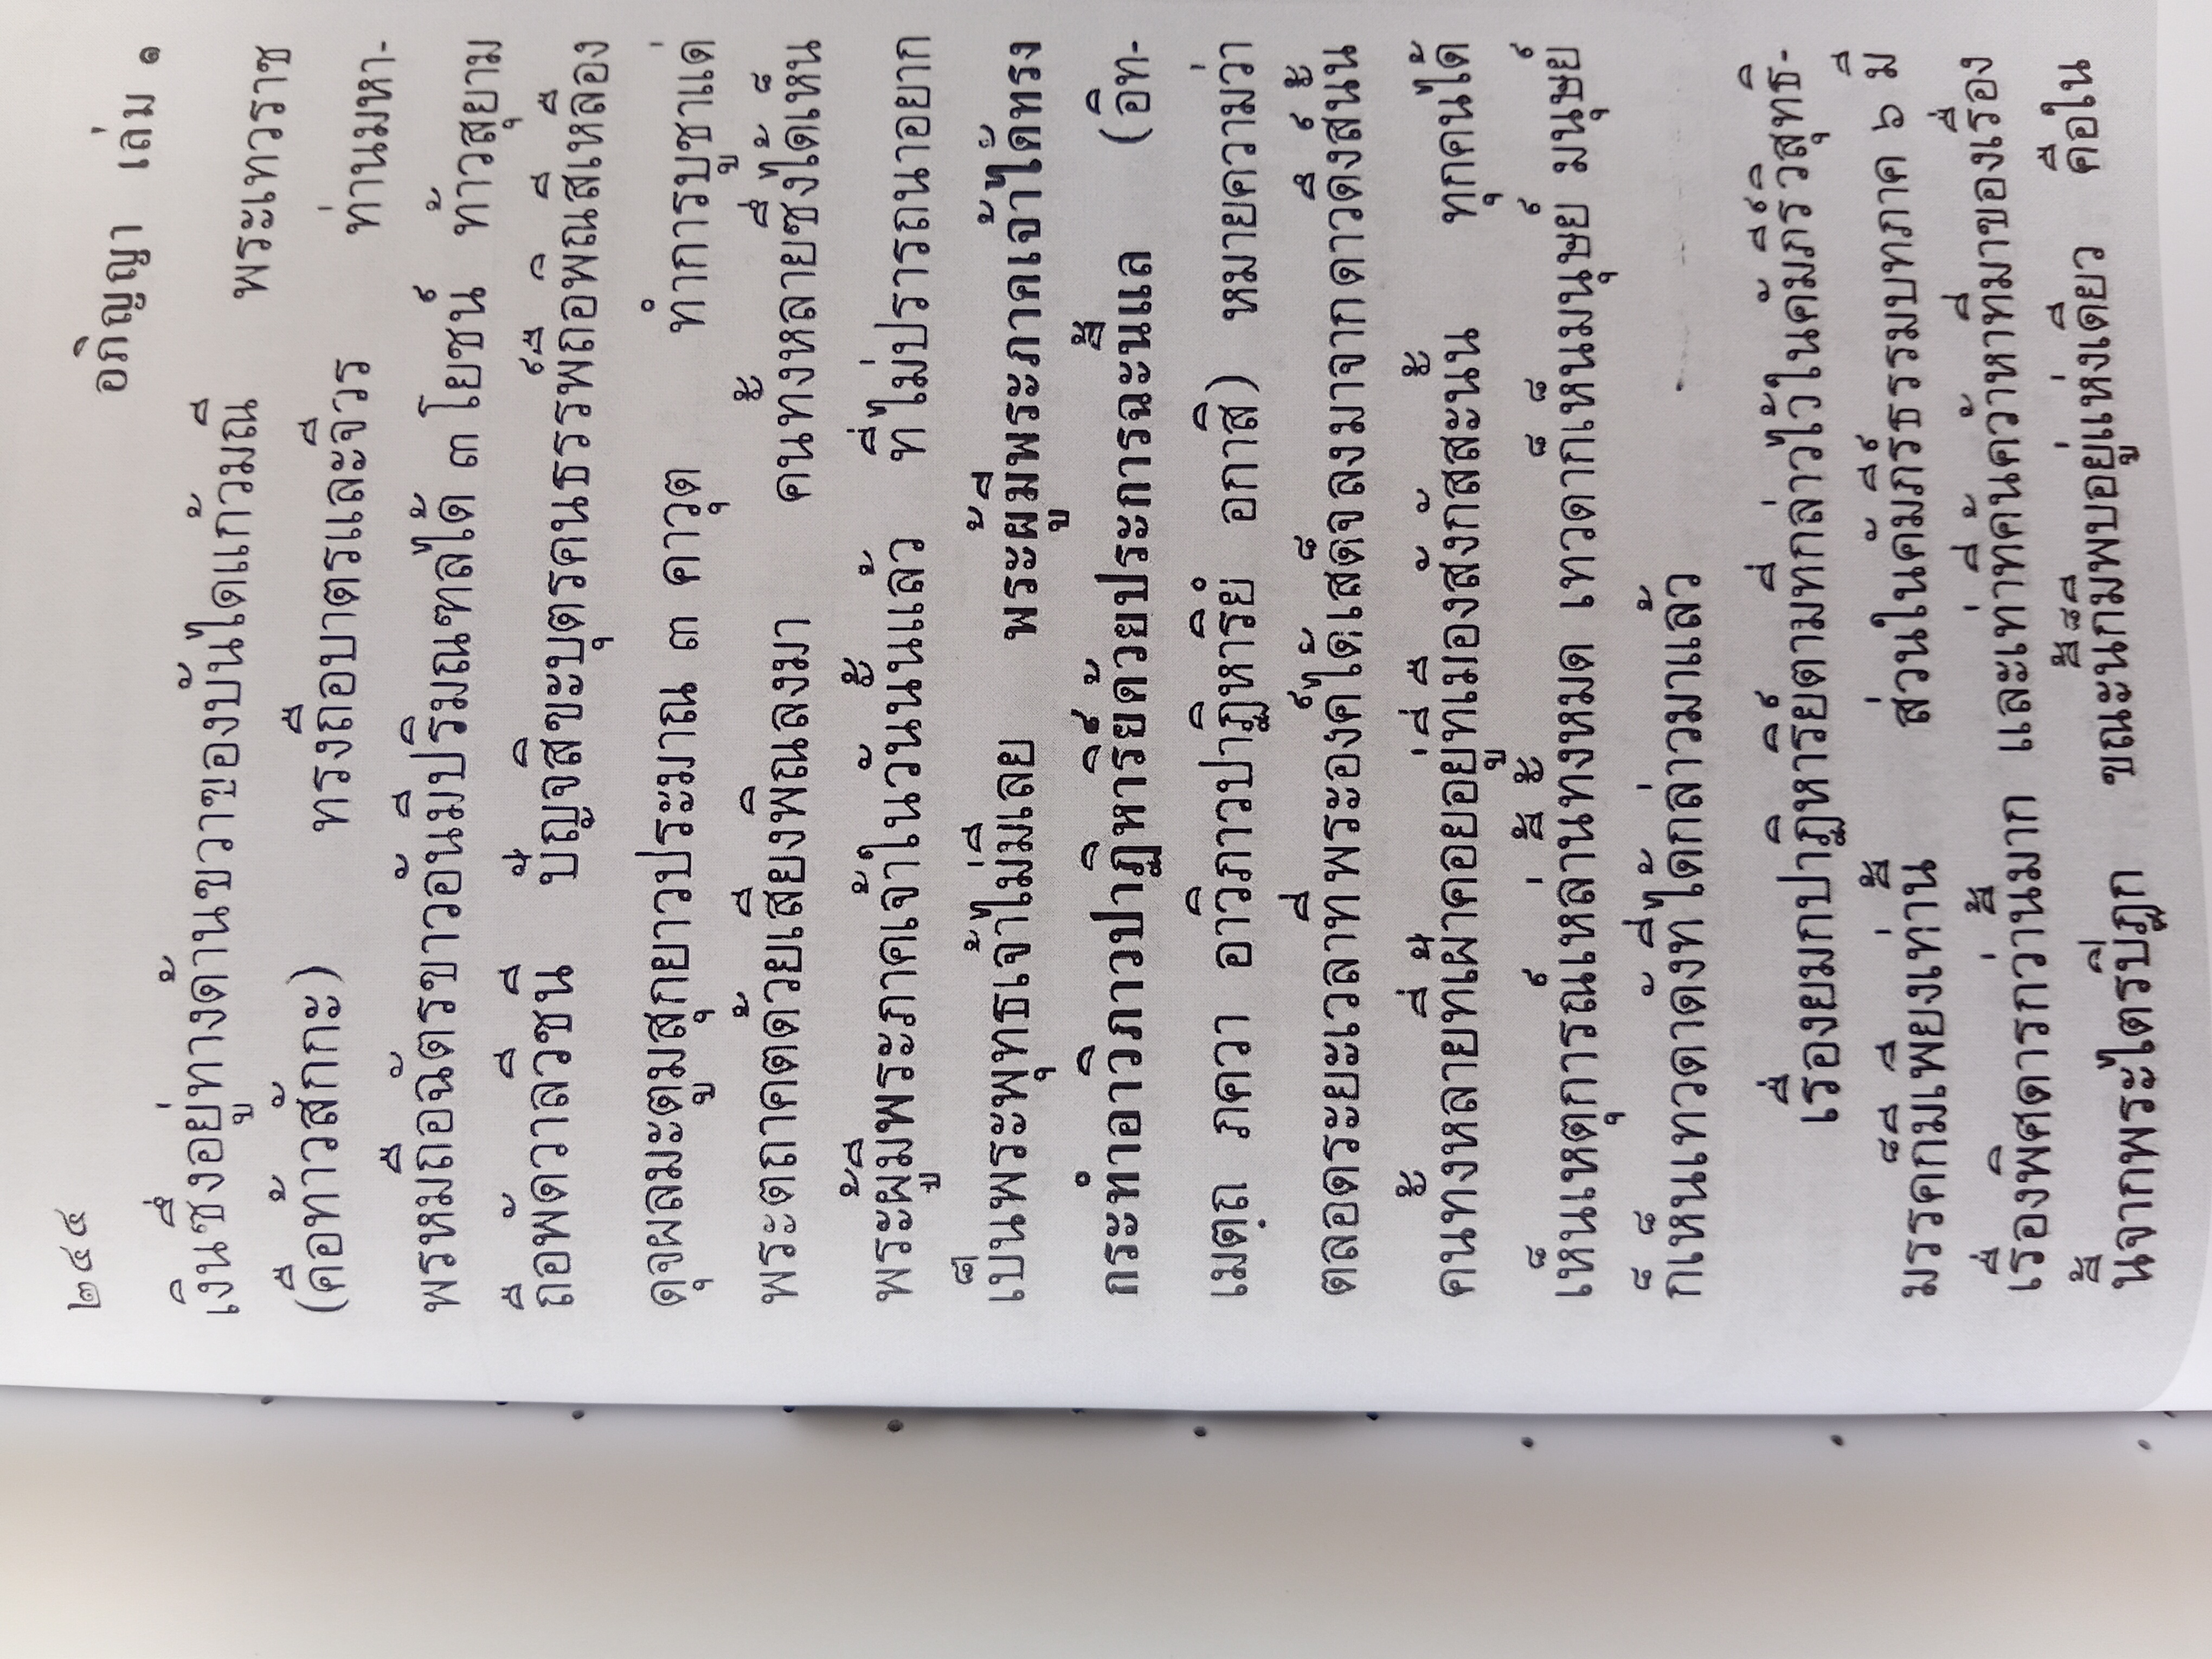 ๒๔๔ อภิญญา เล่ม ๑
เงินซึ่งอยู่ทางด้านขวาของบันไดแก้วมณี พระเทวราช
(คือท้าวสักกะ) ทรงถือบาตรและจีวร ท่านมหา-
พรหมถือฉัตรขาวอันมีปริมณฑลได้ ๓ โยชน์ ท้าวสุยาม
ถือพัดวาลวีชนี ปัญจสิขะบุตรคนธรรพ์ถือพิณสีเหลือง
ดุจผลมะตูมสุกยาวประมาณ ๓ คาวุต ทำการบูชาแด่
พระตถาคตด้วยเสียงพิณลงมา คนทั้งหลายซึ่งได้เห็น
พระผู้มีพระภาคเจ้าในวันนั้นแล้ว ที่ไม่ปรารถนาอยาก
เป็นพระพุทธเจ้าไม่มีเลย พระผู้มีพระภาคเจ้าได้ทรง
กระทำอาวิภาวปาฏิหาริย์ด้วยประการฉะนี้แล (อิท-
เมตฺถ ภควา อาวิภาวปาฏิหาริยํ อกาสิ) หมายความว่า
ตลอดระยะเวลาที่พระองค์ได้เสด็จลงมาจากดาวดึงส์นั้น
คนทั้งหลายที่เฝ้าคอยอยู่ที่เมืองสังกัสสะนั้น ทุกคนได้
เห็นเหตุการณ์เหล่านี้ทั้งหมด เทวดาก็เห็นมนุษย์ มนุษย์
ก็เห็นเทวดาดังที่ได้กล่าวมาแล้ว
เรื่องยมกปาฏิหาริย์ตามที่กล่าวไว้ในคัมภีร์วิสุทธิ-
มรรคก็มีเพียงเท่านี้ ส่วนในคัมภีร์ธรรมบทภาค ๖ มี
เรื่องพิศดารกว่านี้มาก และเท่าที่ค้นคว้าหาที่มาของเรื่อง
นี้จากพระไตรปิฎก ขณะนี้ก็มีพบอยู่แห่งเดียว คือใน